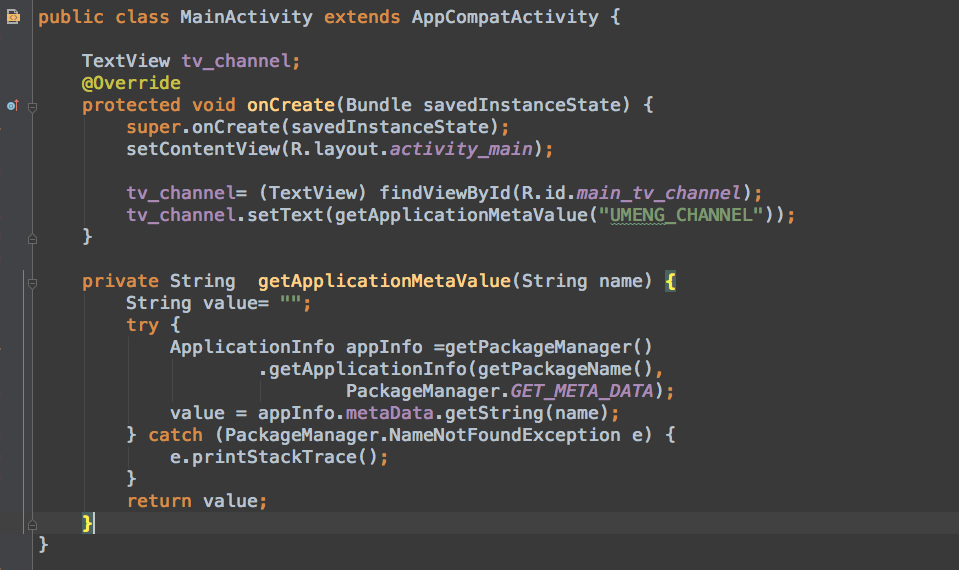 public class MainActivity extends AppCompatActivity {
TextView tv_channel;
@Override
protected void onCreate(Bundle savedInstanceState) {
super.onCreate(savedInstanceState);
setContentView(R.layout.activity_main);
tv_channel= (TextView) findViewById(R.id.main_tv_channel);
tv_channel.setText(getApplicationMetaValue("UMENG_CHANNEL"));
}
private String  getApplicationMetaValue(String name) {
String value= "";
try {
ApplicationInfo appInfo =getPackageManager()
.getApplicationInfo(getPackageName(),
PackageManager.GET_META_DATA);
value = appInfo.metaData.getString(name);
} catch (PackageManager.NameNotFoundException e) {
e.printStackTrace();
}
return value;
}
}